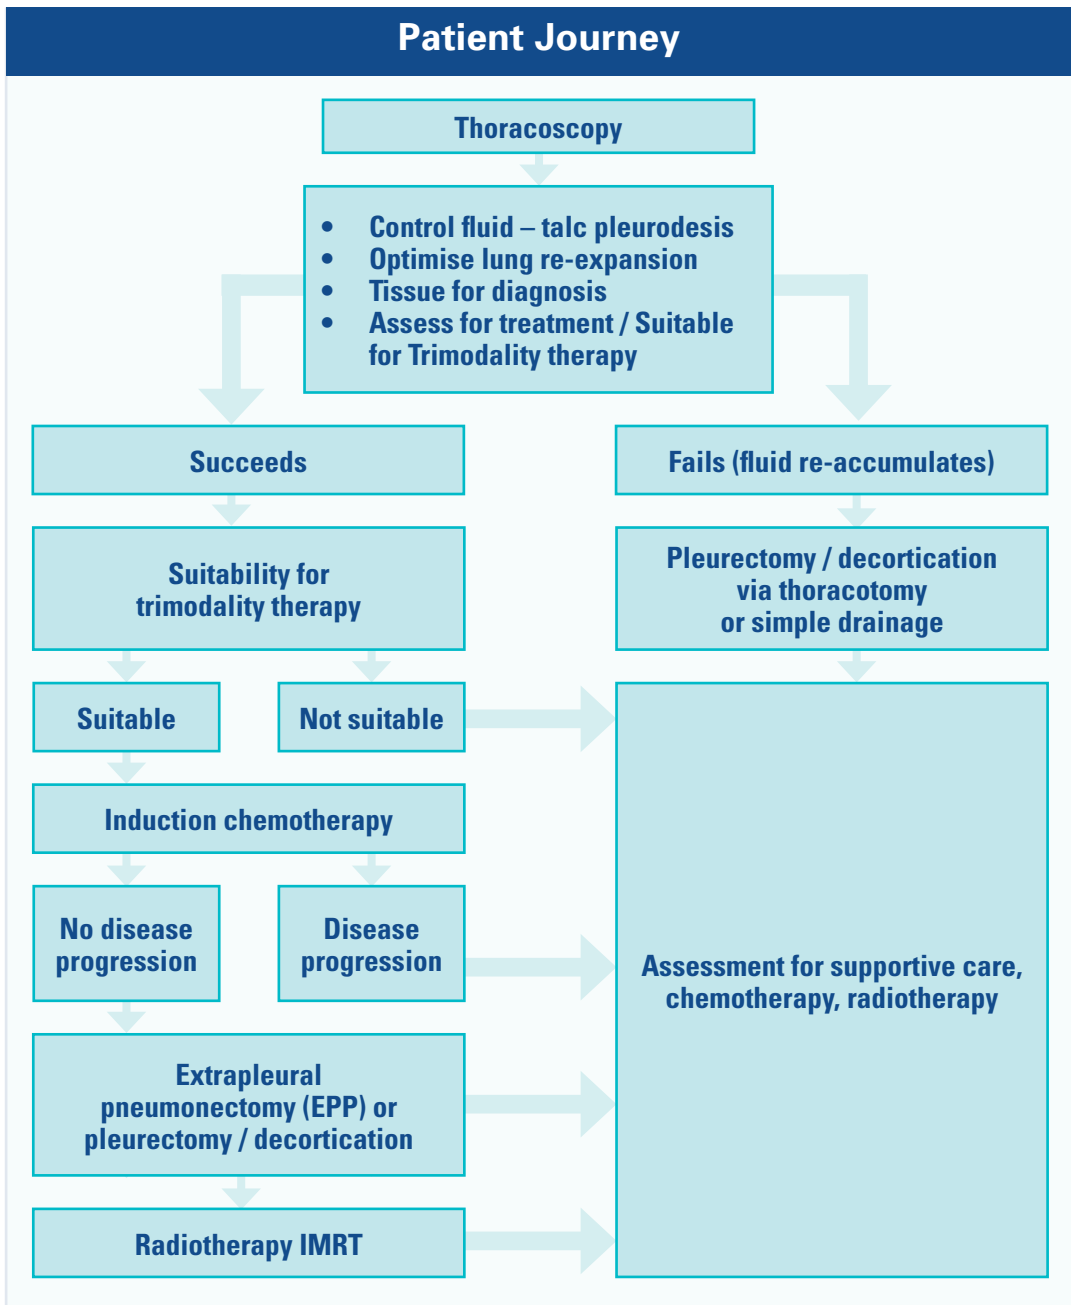 Patient Journey
Thoracoscopy
• Control fluid – talc pleurodesis
• Optimise lung re-expansion
• Tissue for diagnosis
• Assess for treatment / Suitable
for Trimodality therapy
Succeeds
Fails (fluid re-accumulates)
Suitability for
trimodality therapy
Pleurectomy / decortication
via thoracotomy
or simple drainage
Suitable
Not suitable
Induction chemotherapy
No disease
progression
Disease
progression
Assessment for supportive care,
chemotherapy, radiotherapy
Extrapleural
pneumonectomy (EPP) or
pleurectomy / decortication
Radiotherapy IMRT